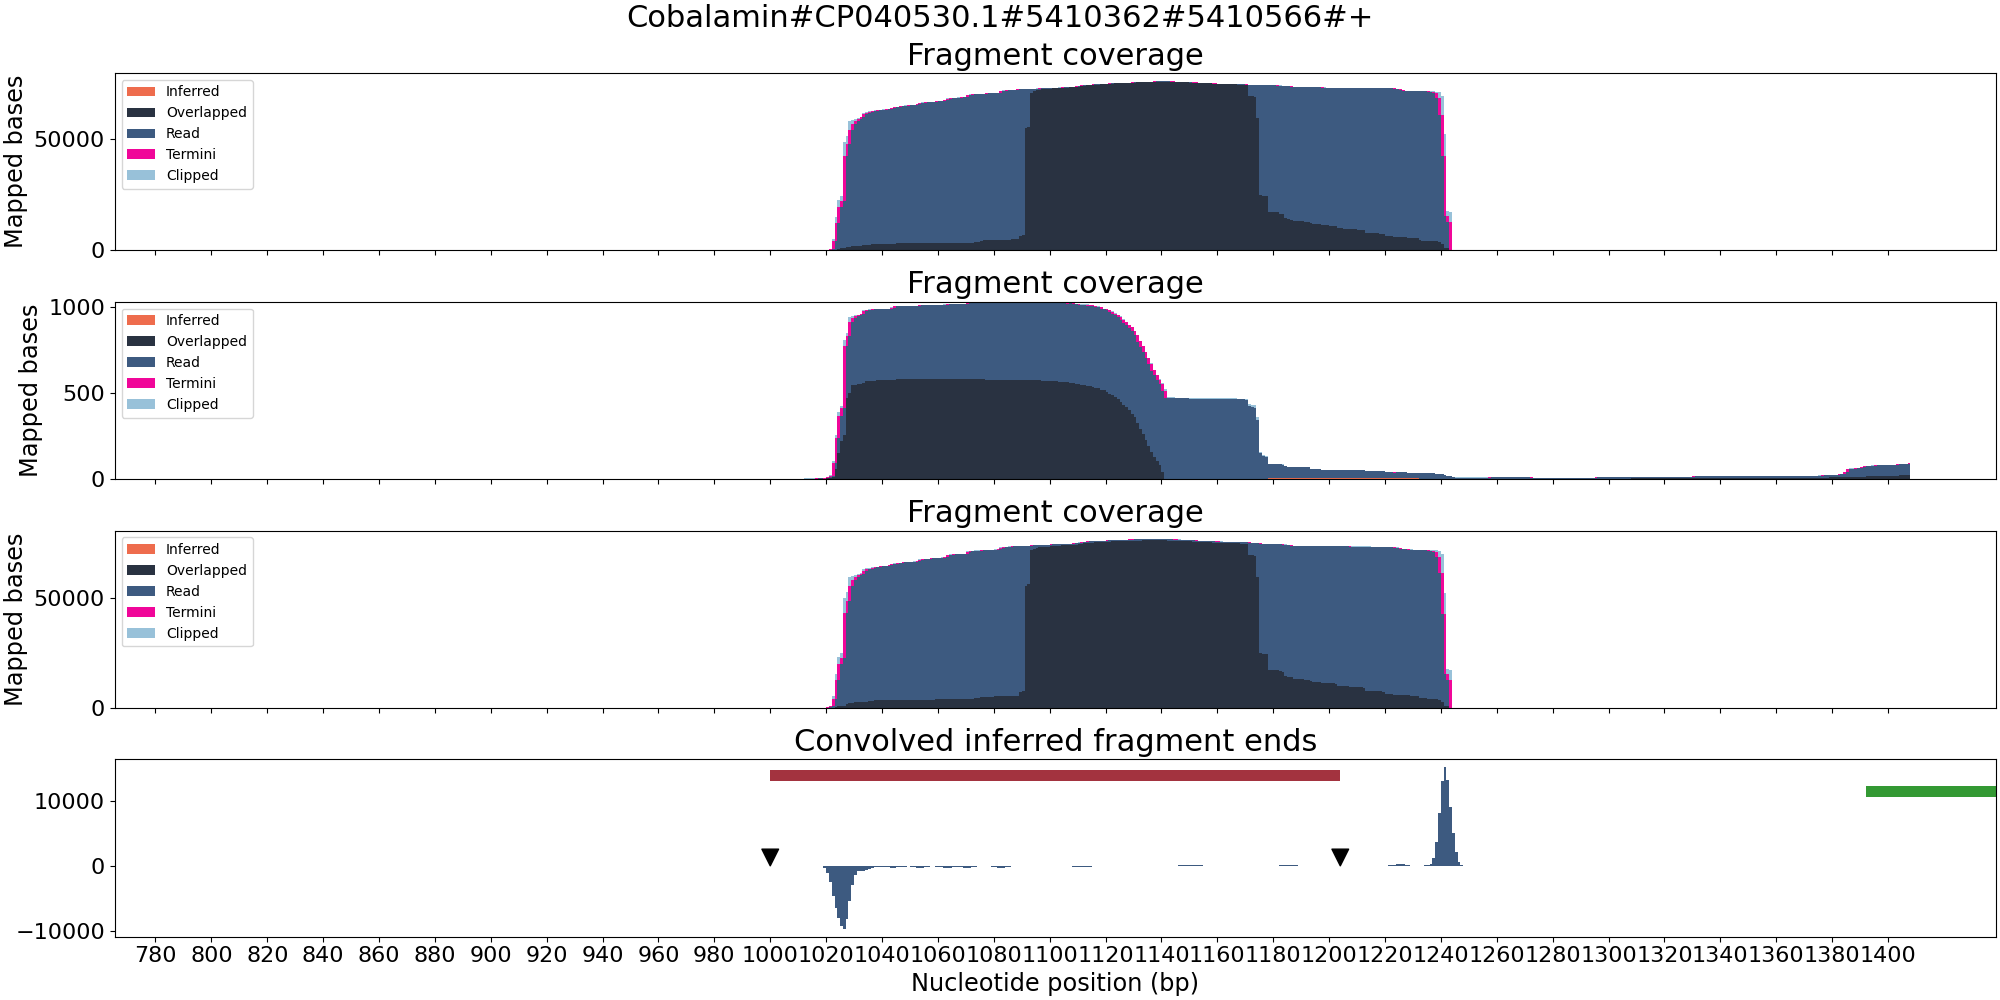 Cobalamin#CP040530.1#5410362#5410566#+
Fragment coverage
Mapped bases
50000
0
Inferred
Overlapped
Read
Termini
Clipped
Fragment coverage
Mapped bases
1000
500
0
Inferred
Overlapped
Read
Termini
Clipped
Fragment coverage
Mapped bases
50000
0
Inferred
Overlapped
Read
Termini
Clipped
Convolved inferred fragment ends
10000
0
−10000
780 800 820 840 860 880 900 920 940 960 980 1000 1020 1040 1060 1080 1100 1120 1140 1160 1180 1200 1220 1240 1260 1280 1300 1320 1340 1360 1380 1400
Nucleotide position (bp)